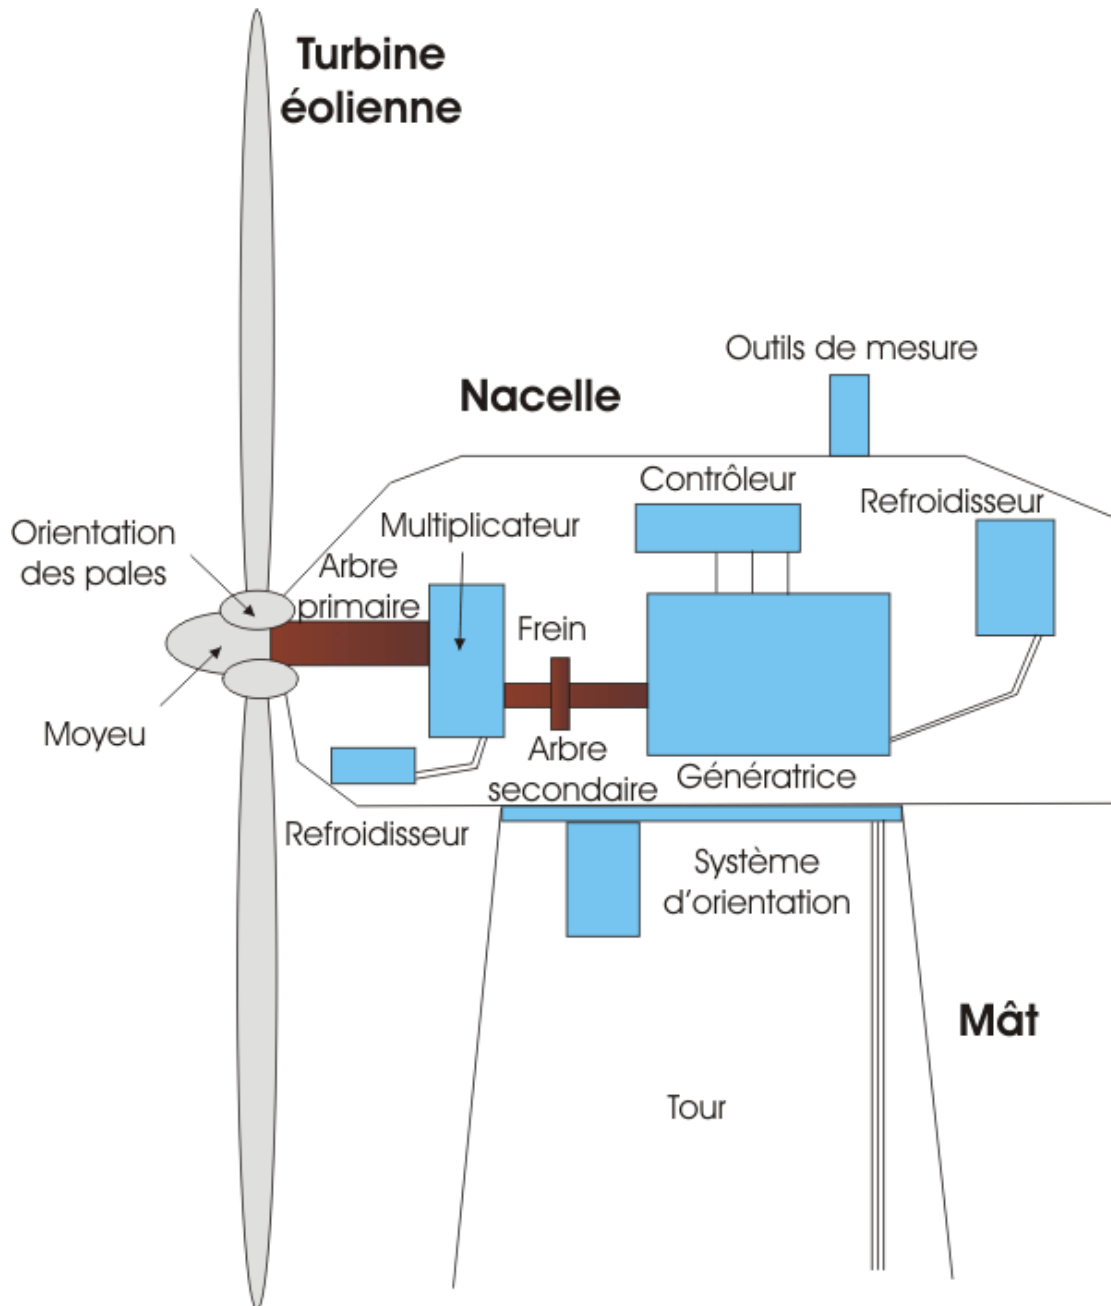 Turbine
éolienne
Outils de mesure
Nacelle
Contrôleur
Refroidisseur
Multiplicateur
Orientation
des pales
Arbre
primaire
Frein
Moyeu
Arbre
secondaire
Génératrice
Refroidisseur
Système
d'orientation
Mât
Tour